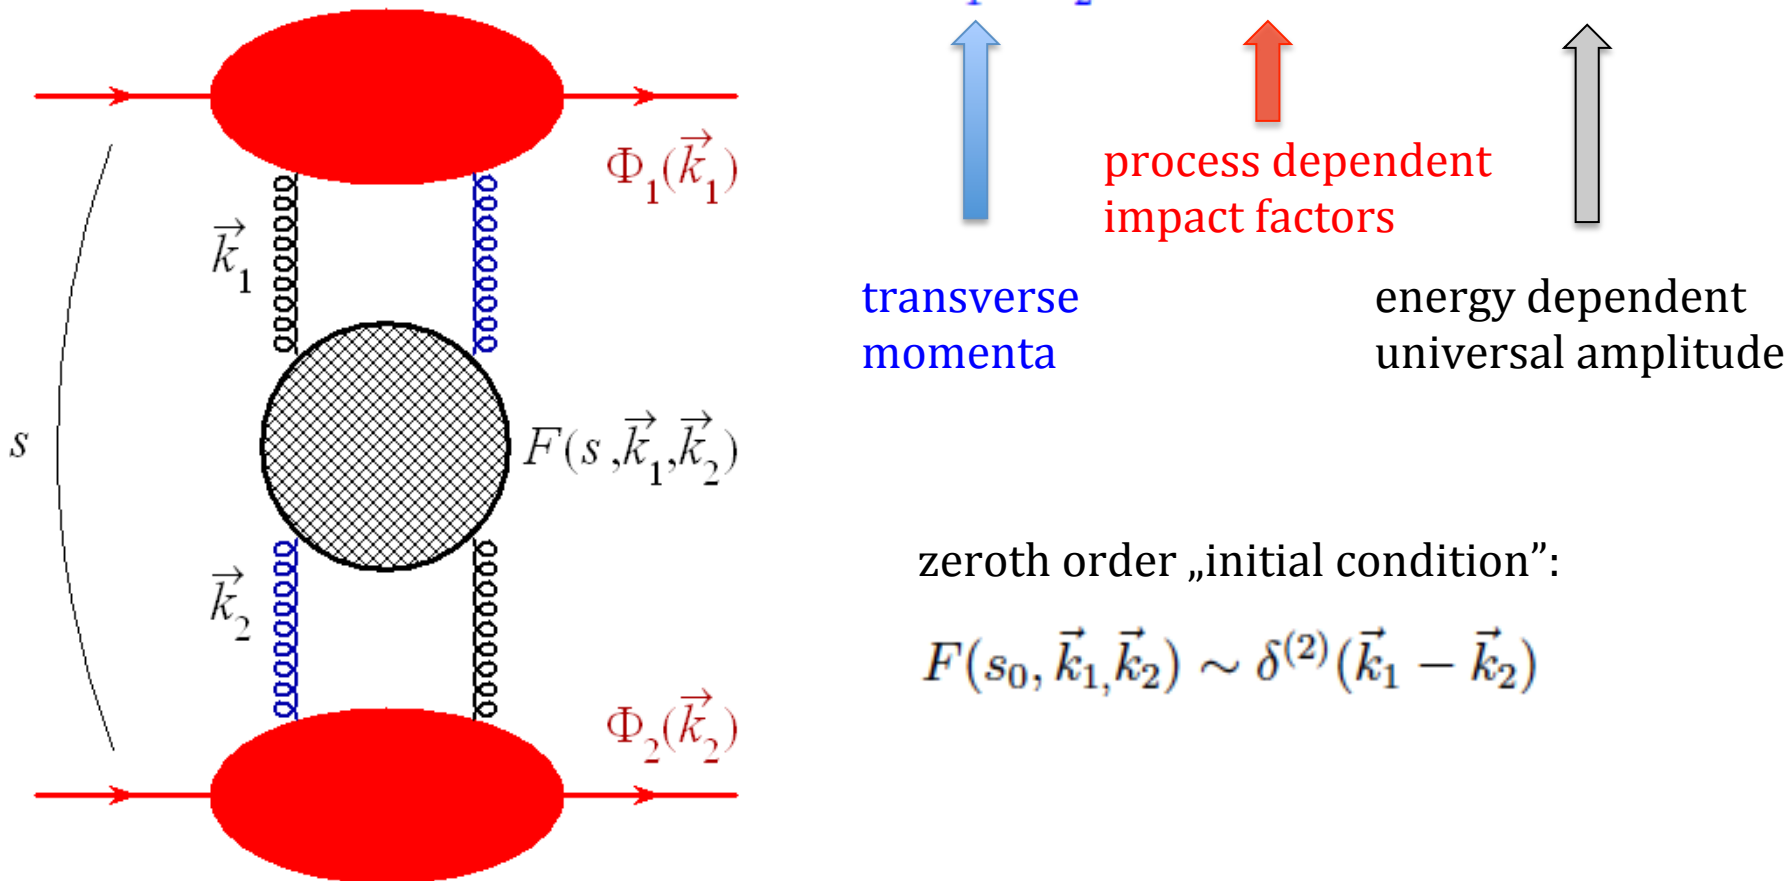 Φ₁(k⃗₁)
process dependent
impact factors
k⃗₁
transverse
momenta
energy dependent
universal amplitude
s
F(s ,k⃗₁,k⃗₂)
zeroth order „initial condition”:
k⃗₂
F(s₀, k⃗₁,k⃗₂) ∼ δ⁽²⁾(k⃗₁ − k⃗₂)
Φ₂(k⃗₂)